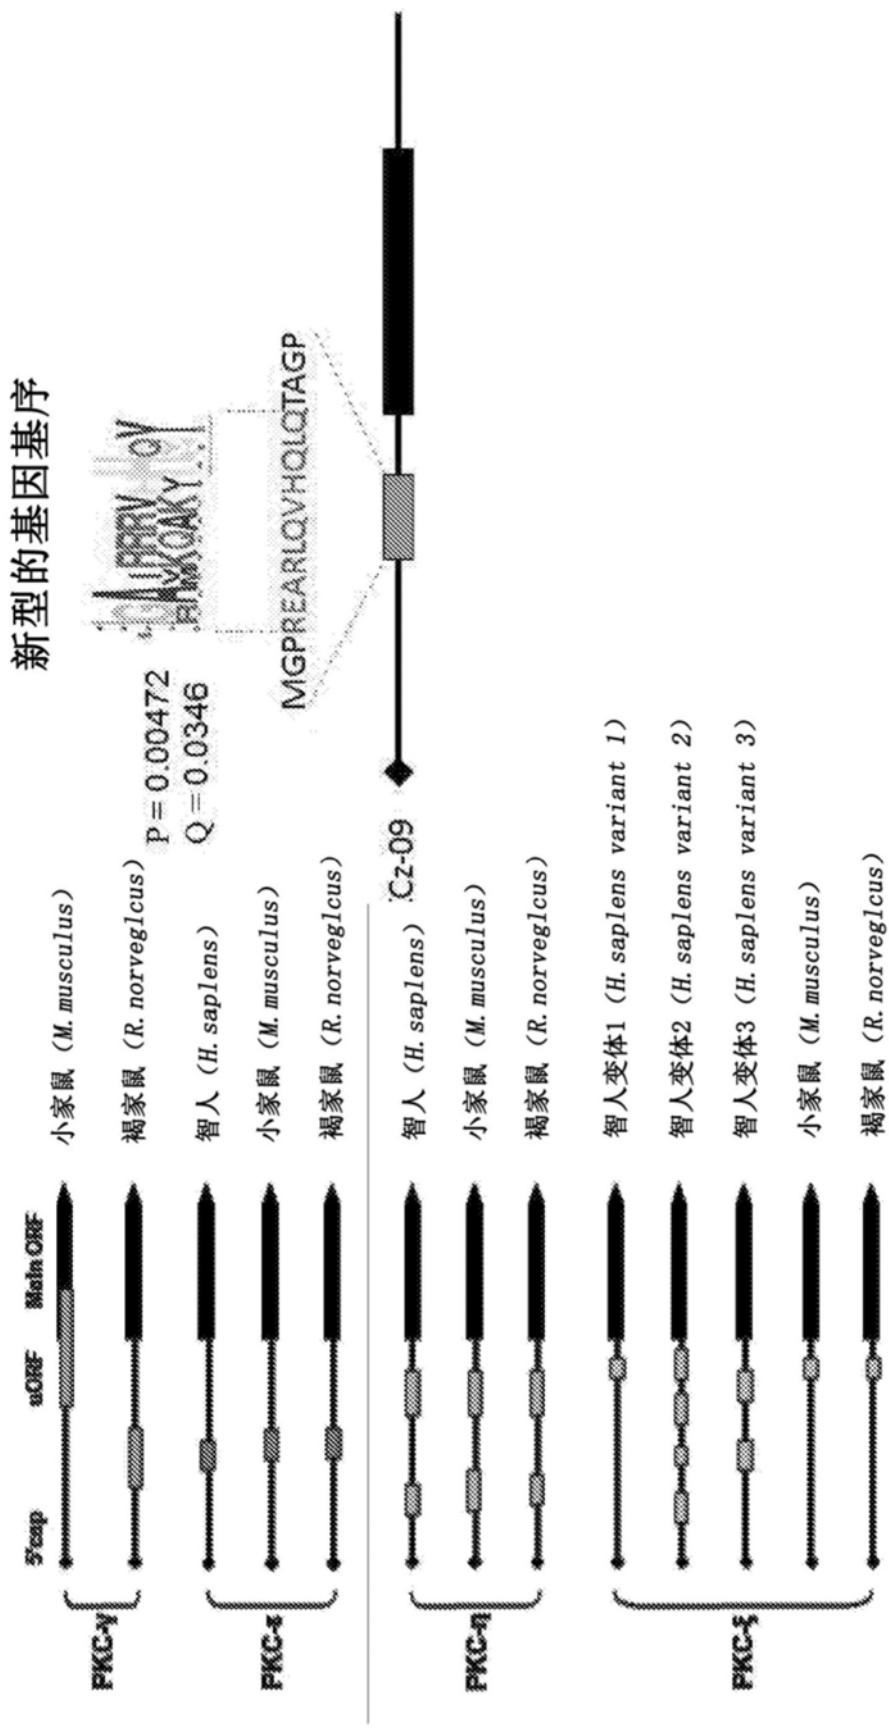 新型的基因基序
5'cap
uORF
Main ORF
PKC-γ
小家鼠 (M. musculus)
褐家鼠 (R. norveglcus)
PKC-ε
智人 (H. saplens)
小家鼠 (M. musculus)
褐家鼠 (R. norveglcus)
PKC-η
智人 (H. saplens)
小家鼠 (M. musculus)
褐家鼠 (R. norveglcus)
PKC-ξ
智人变体1 (H. saplens variant 1)
智人变体2 (H. saplens variant 2)
智人变体3 (H. saplens variant 3)
小家鼠 (M. musculus)
褐家鼠 (R. norveglcus)
P = 0.00472
Q = 0.0346
MGPREARLQVHQLQTAGP
Cz-09